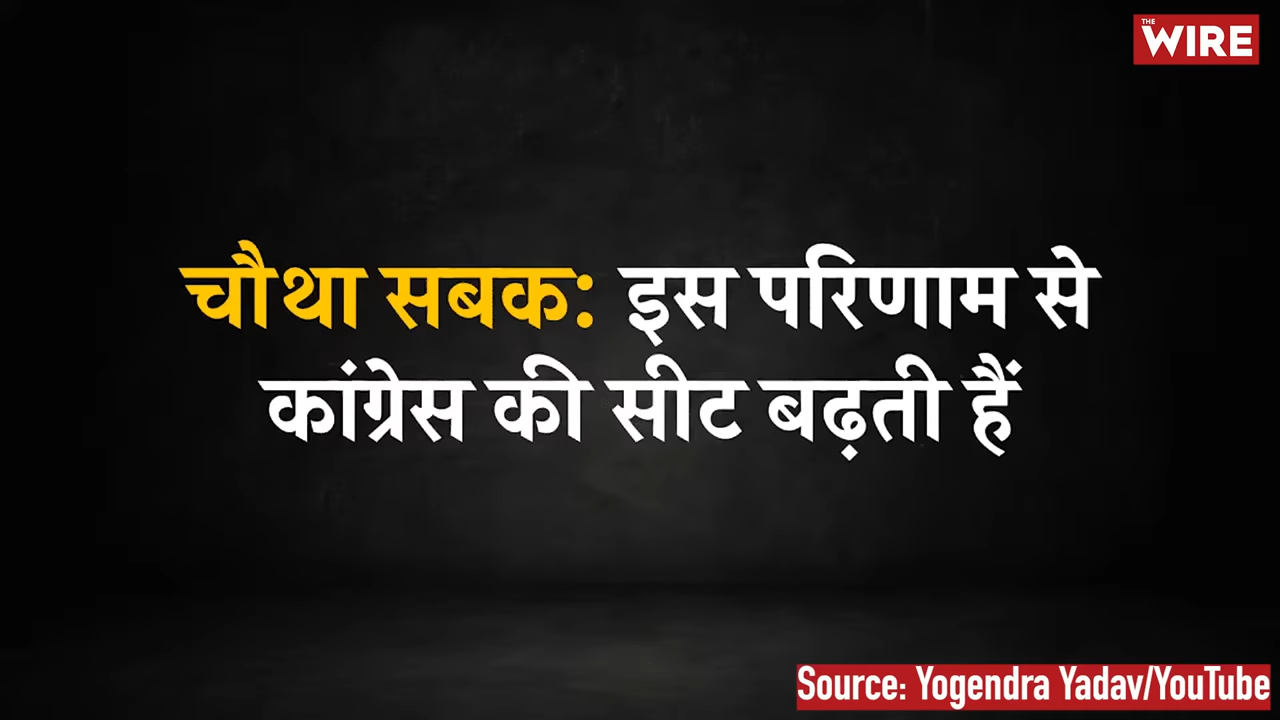 THE
WIRE
चौथा सबक: इस परिणाम से
कांग्रेस की सीट बढ़ती हैं
Source: Yogendra Yadav/YouTube